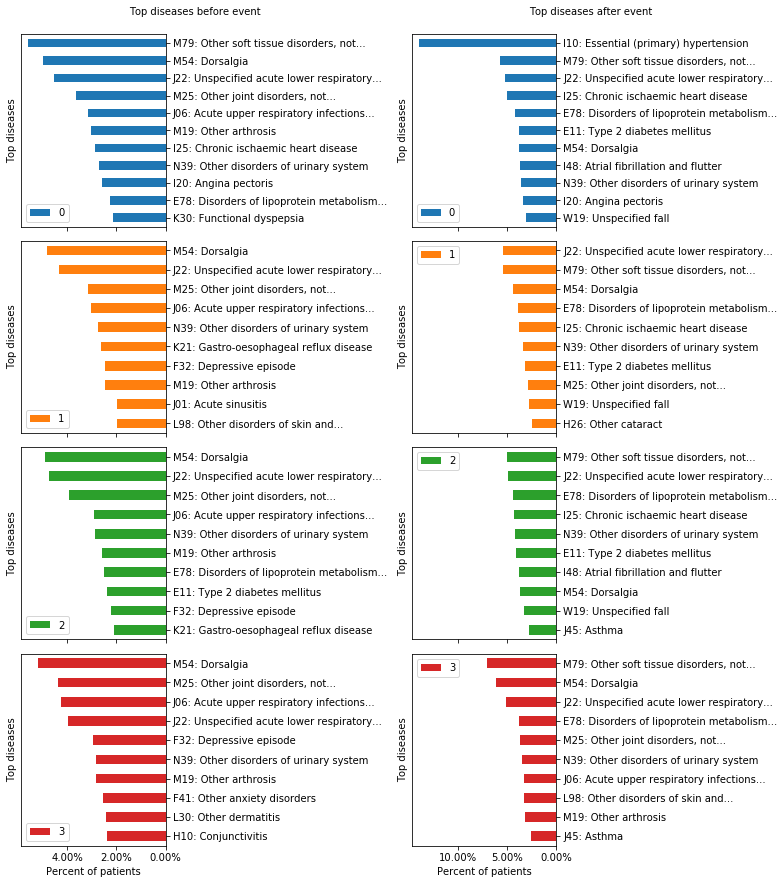 Top diseases before event
Top diseases
M79: Other soft tissue disorders, not...
M54: Dorsalgia
J22: Unspecified acute lower respiratory...
M25: Other joint disorders, not...
J06: Acute upper respiratory infections...
M19: Other arthrosis
I25: Chronic ischaemic heart disease
N39: Other disorders of urinary system
I20: Angina pectoris
E78: Disorders of lipoprotein metabolism...
K30: Functional dyspepsia
0
Top diseases
M54: Dorsalgia
J22: Unspecified acute lower respiratory...
M25: Other joint disorders, not...
J06: Acute upper respiratory infections...
N39: Other disorders of urinary system
K21: Gastro-oesophageal reflux disease
F32: Depressive episode
M19: Other arthrosis
J01: Acute sinusitis
L98: Other disorders of skin and...
1
Top diseases
M54: Dorsalgia
J22: Unspecified acute lower respiratory...
M25: Other joint disorders, not...
J06: Acute upper respiratory infections...
N39: Other disorders of urinary system
M19: Other arthrosis
E78: Disorders of lipoprotein metabolism...
E11: Type 2 diabetes mellitus
F32: Depressive episode
K21: Gastro-oesophageal reflux disease
2
Top diseases
M54: Dorsalgia
M25: Other joint disorders, not...
J06: Acute upper respiratory infections...
J22: Unspecified acute lower respiratory...
F32: Depressive episode
N39: Other disorders of urinary system
M19: Other arthrosis
F41: Other anxiety disorders
L30: Other dermatitis
H10: Conjunctivitis
3
4.00% 2.00% 0.00%
Percent of patients
Top diseases after event
Top diseases
I10: Essential (primary) hypertension
M79: Other soft tissue disorders, not...
J22: Unspecified acute lower respiratory...
I25: Chronic ischaemic heart disease
E78: Disorders of lipoprotein metabolism...
E11: Type 2 diabetes mellitus
M54: Dorsalgia
I48: Atrial fibrillation and flutter
N39: Other disorders of urinary system
I20: Angina pectoris
W19: Unspecified fall
0
Top diseases
1
J22: Unspecified acute lower respiratory...
M79: Other soft tissue disorders, not...
M54: Dorsalgia
E78: Disorders of lipoprotein metabolism...
I25: Chronic ischaemic heart disease
N39: Other disorders of urinary system
E11: Type 2 diabetes mellitus
M25: Other joint disorders, not...
W19: Unspecified fall
H26: Other cataract
Top diseases
2
M79: Other soft tissue disorders, not...
J22: Unspecified acute lower respiratory...
E78: Disorders of lipoprotein metabolism...
I25: Chronic ischaemic heart disease
N39: Other disorders of urinary system
E11: Type 2 diabetes mellitus
I48: Atrial fibrillation and flutter
M54: Dorsalgia
W19: Unspecified fall
J45: Asthma
Top diseases
3
M79: Other soft tissue disorders, not...
M54: Dorsalgia
J22: Unspecified acute lower respiratory...
E78: Disorders of lipoprotein metabolism...
M25: Other joint disorders, not...
N39: Other disorders of urinary system
J06: Acute upper respiratory infections...
L98: Other disorders of skin and...
M19: Other arthrosis
J45: Asthma
10.00% 5.00% 0.00%
Percent of patients